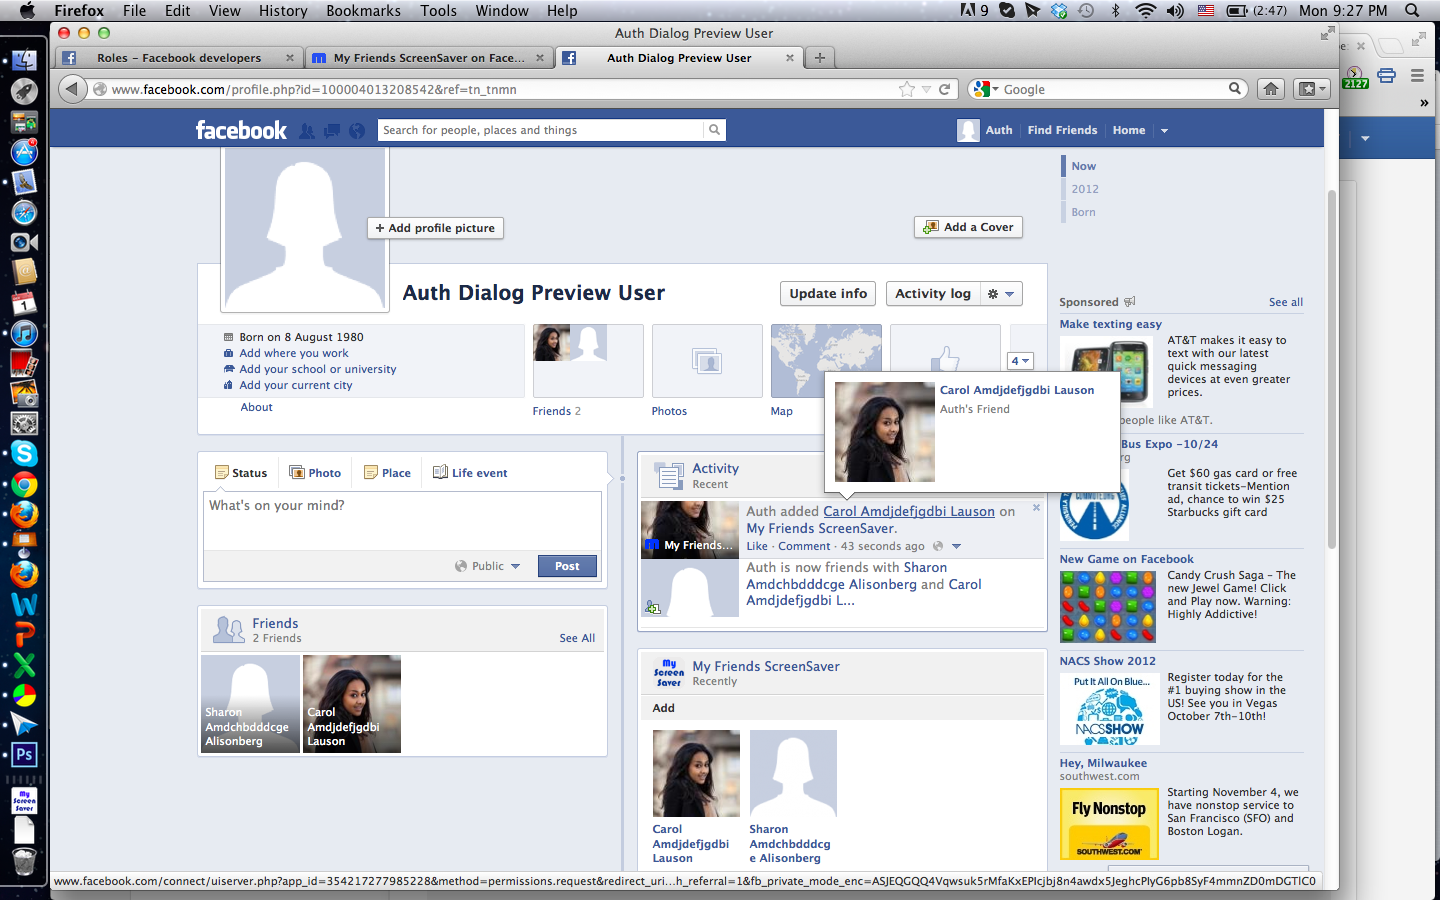 Firefox File Edit View History Bookmarks Tools Window Help
9 (2:47) Mon 9:27 PM
Auth Dialog Preview User
Roles – Facebook developers
My Friends ScreenSaver on Face...
Auth Dialog Preview User
www.facebook.com/profile.php?id=100004013208542&ref=tn_tnmn
Google
2127
facebook
Search for people, places and things
Auth Find Friends Home
Now
2012
Born
+ Add profile picture
Add a Cover
Auth Dialog Preview User
Update info
Activity log
Born on 8 August 1980
Add where you work
Add your school or university
Add your current city
About
Friends 2
Photos
Map
4
Carol Amdjdefjgdbi Lauson
Auth's Friend
Status
Photo
Place
Life event
What's on your mind?
Public
Post
Friends
2 Friends
See All
Sharon
Amdchbdddcge
Alisonberg
Carol
Amdjdefjgdbi
Lauson
Activity
Recent
Auth added Carol Amdjdefjgdbi Lauson on
My Friends ScreenSaver.
Like · Comment · 43 seconds ago
My Friends...
Auth is now friends with Sharon
Amdchbdddcge Alisonberg and Carol
Amdjdefjgdbi L...
My
Screen
Saver
My Friends ScreenSaver
Recently
Add
Carol
Amdjdefjgdbi
Lauson
Sharon
Amdchbdddcg
e Alisonberg
Sponsored
See all
Make texting easy
AT&T makes it easy to
text with our latest
quick messaging
devices at even greater
prices.
people like AT&T.
Bus Expo -10/24
rg
Get $60 gas card or free
transit tickets-Mention
ad, chance to win $25
Starbucks gift card
New Game on Facebook
Candy Crush Saga – The
new Jewel Game! Click
and Play now. Warning:
Highly Addictive!
NACS Show 2012
Put It All On Blue...
NACSSHOW
Register today for the
#1 buying show in the
US! See you in Vegas
October 7th-10th!
Hey, Milwaukee
southwest.com
Fly Nonstop
SOUTHWEST.COM
Starting November 4, we
have nonstop service to
San Francisco (SFO) and
Boston Logan.
My
Screen
Saver
Ps
www.facebook.com/connect/uiserver.php?app_id=354217277985228&method=permissions.request&redirect_uri...h_referral=1&fb_private_mode_enc=ASJEQGQQ4Vqwsuk5rMfaKxEPIcjbj8n4awdx5JeghcPlyG6pb8SyF4mmnZD0mDGTlC0